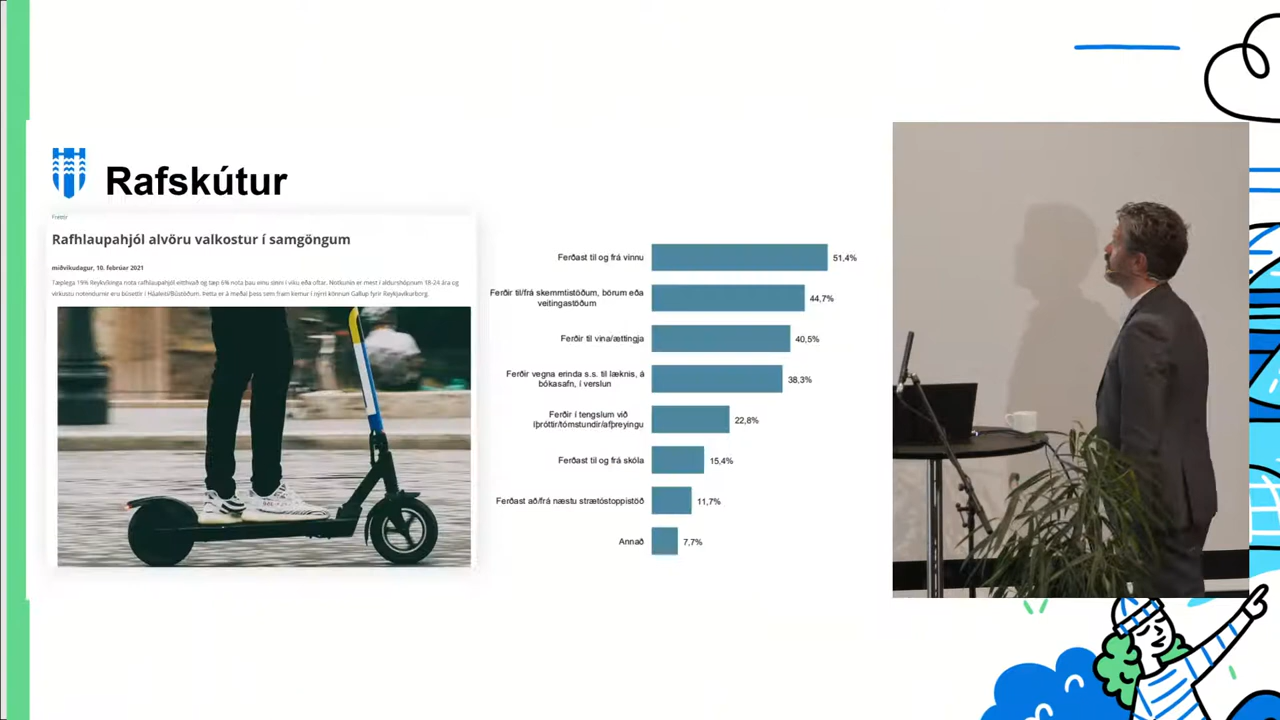 Rafskútur
Fréttir
Rafhlaupahjól alvöru valkostur í samgöngum
miðvikudagur, 10. febrúar 2021
Tæplega 19% Reykvíkinga nota rafhlaupahjól eitthvað og tæp 6% nota þau einu sinni í viku eða oftar. Notkunin er mest í aldurshópnum 18-24 ára og
virkustu notendurnir eru búsettir í Háaleiti/Bústöðum. Þetta er á meðal þess sem fram kemur í nýrri könnun Gallup fyrir Reykjavíkurborg.
Ferðast til og frá vinnu 51,4%
Ferðir til/frá skemmtistöðum, börum eða
veitingastöðum 44,7%
Ferðir til vina/ættingja 40,5%
Ferðir vegna erinda s.s. til læknis, á
bókasafn, í verslun 38,3%
Ferðir í tengslum við
íþróttir/tómstundir/afþreyingu 22,8%
Ferðast til og frá skóla 15,4%
Ferðast að/frá næstu strætóstoppistöð 11,7%
Annað 7,7%